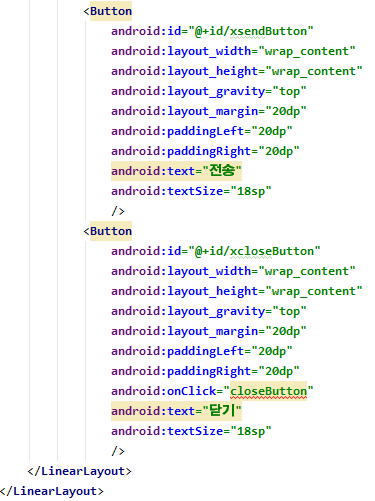 <Button
android:id="@+id/xsendButton"
android:layout_width="wrap_content"
android:layout_height="wrap_content"
android:layout_gravity="top"
android:layout_margin="20dp"
android:paddingLeft="20dp"
android:paddingRight="20dp"
android:text="전송"
android:textSize="18sp"
/>
<Button
android:id="@+id/xcloseButton"
android:layout_width="wrap_content"
android:layout_height="wrap_content"
android:layout_gravity="top"
android:layout_margin="20dp"
android:paddingLeft="20dp"
android:paddingRight="20dp"
android:onClick="closeButton"
android:text="닫기"
android:textSize="18sp"
/>
</LinearLayout>
</LinearLayout>